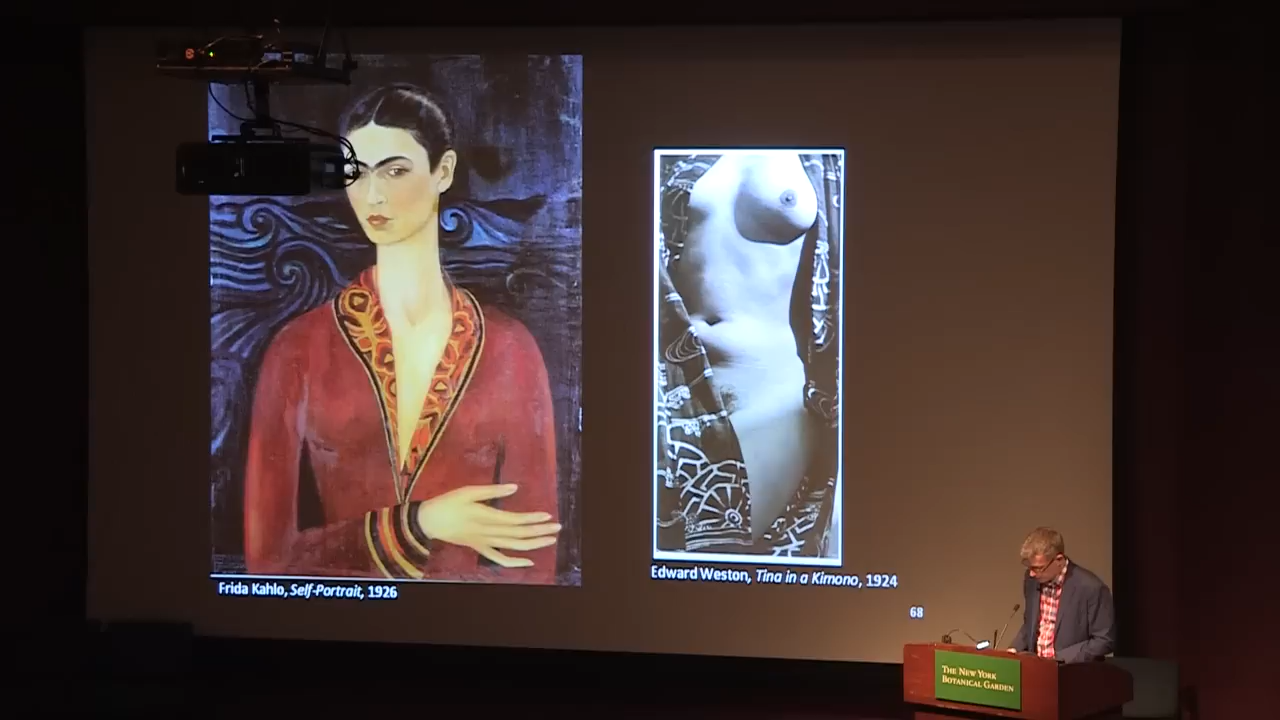 Frida Kahlo, Self-Portrait, 1926
Edward Weston, Tina in a Kimono, 1924
68
THE NEW YORK
BOTANICAL GARDEN